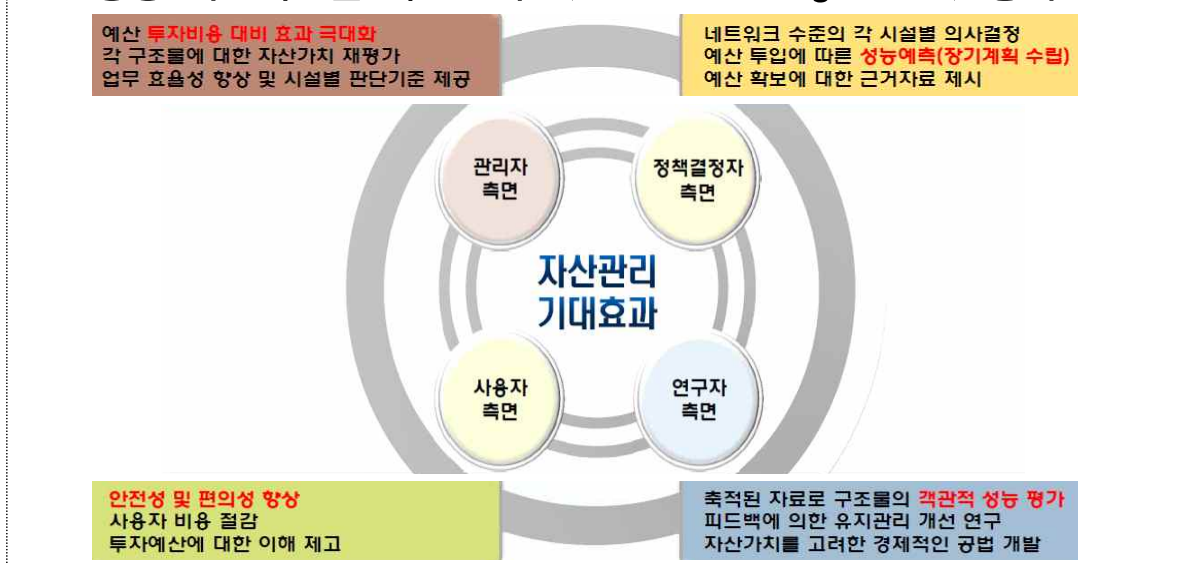 예산 투자비용 대비 효과 극대화
각 구조물에 대한 자산가치 재평가
업무 효율성 향상 및 시설별 판단기준 제공
네트워크 수준의 각 시설별 의사결정
예산 투입에 따른 성능예측(장기계획 수립)
예산 확보에 대한 근거자료 제시
관리자
측면
정책결정자
측면
자산관리
기대효과
사용자
측면
연구자
측면
안전성 및 편의성 향상
사용자 비용 절감
투자예산에 대한 이해 제고
축적된 자료로 구조물의 객관적 성능 평가
피드백에 의한 유지관리 개선 연구
자산가치를 고려한 경제적인 공법 개발